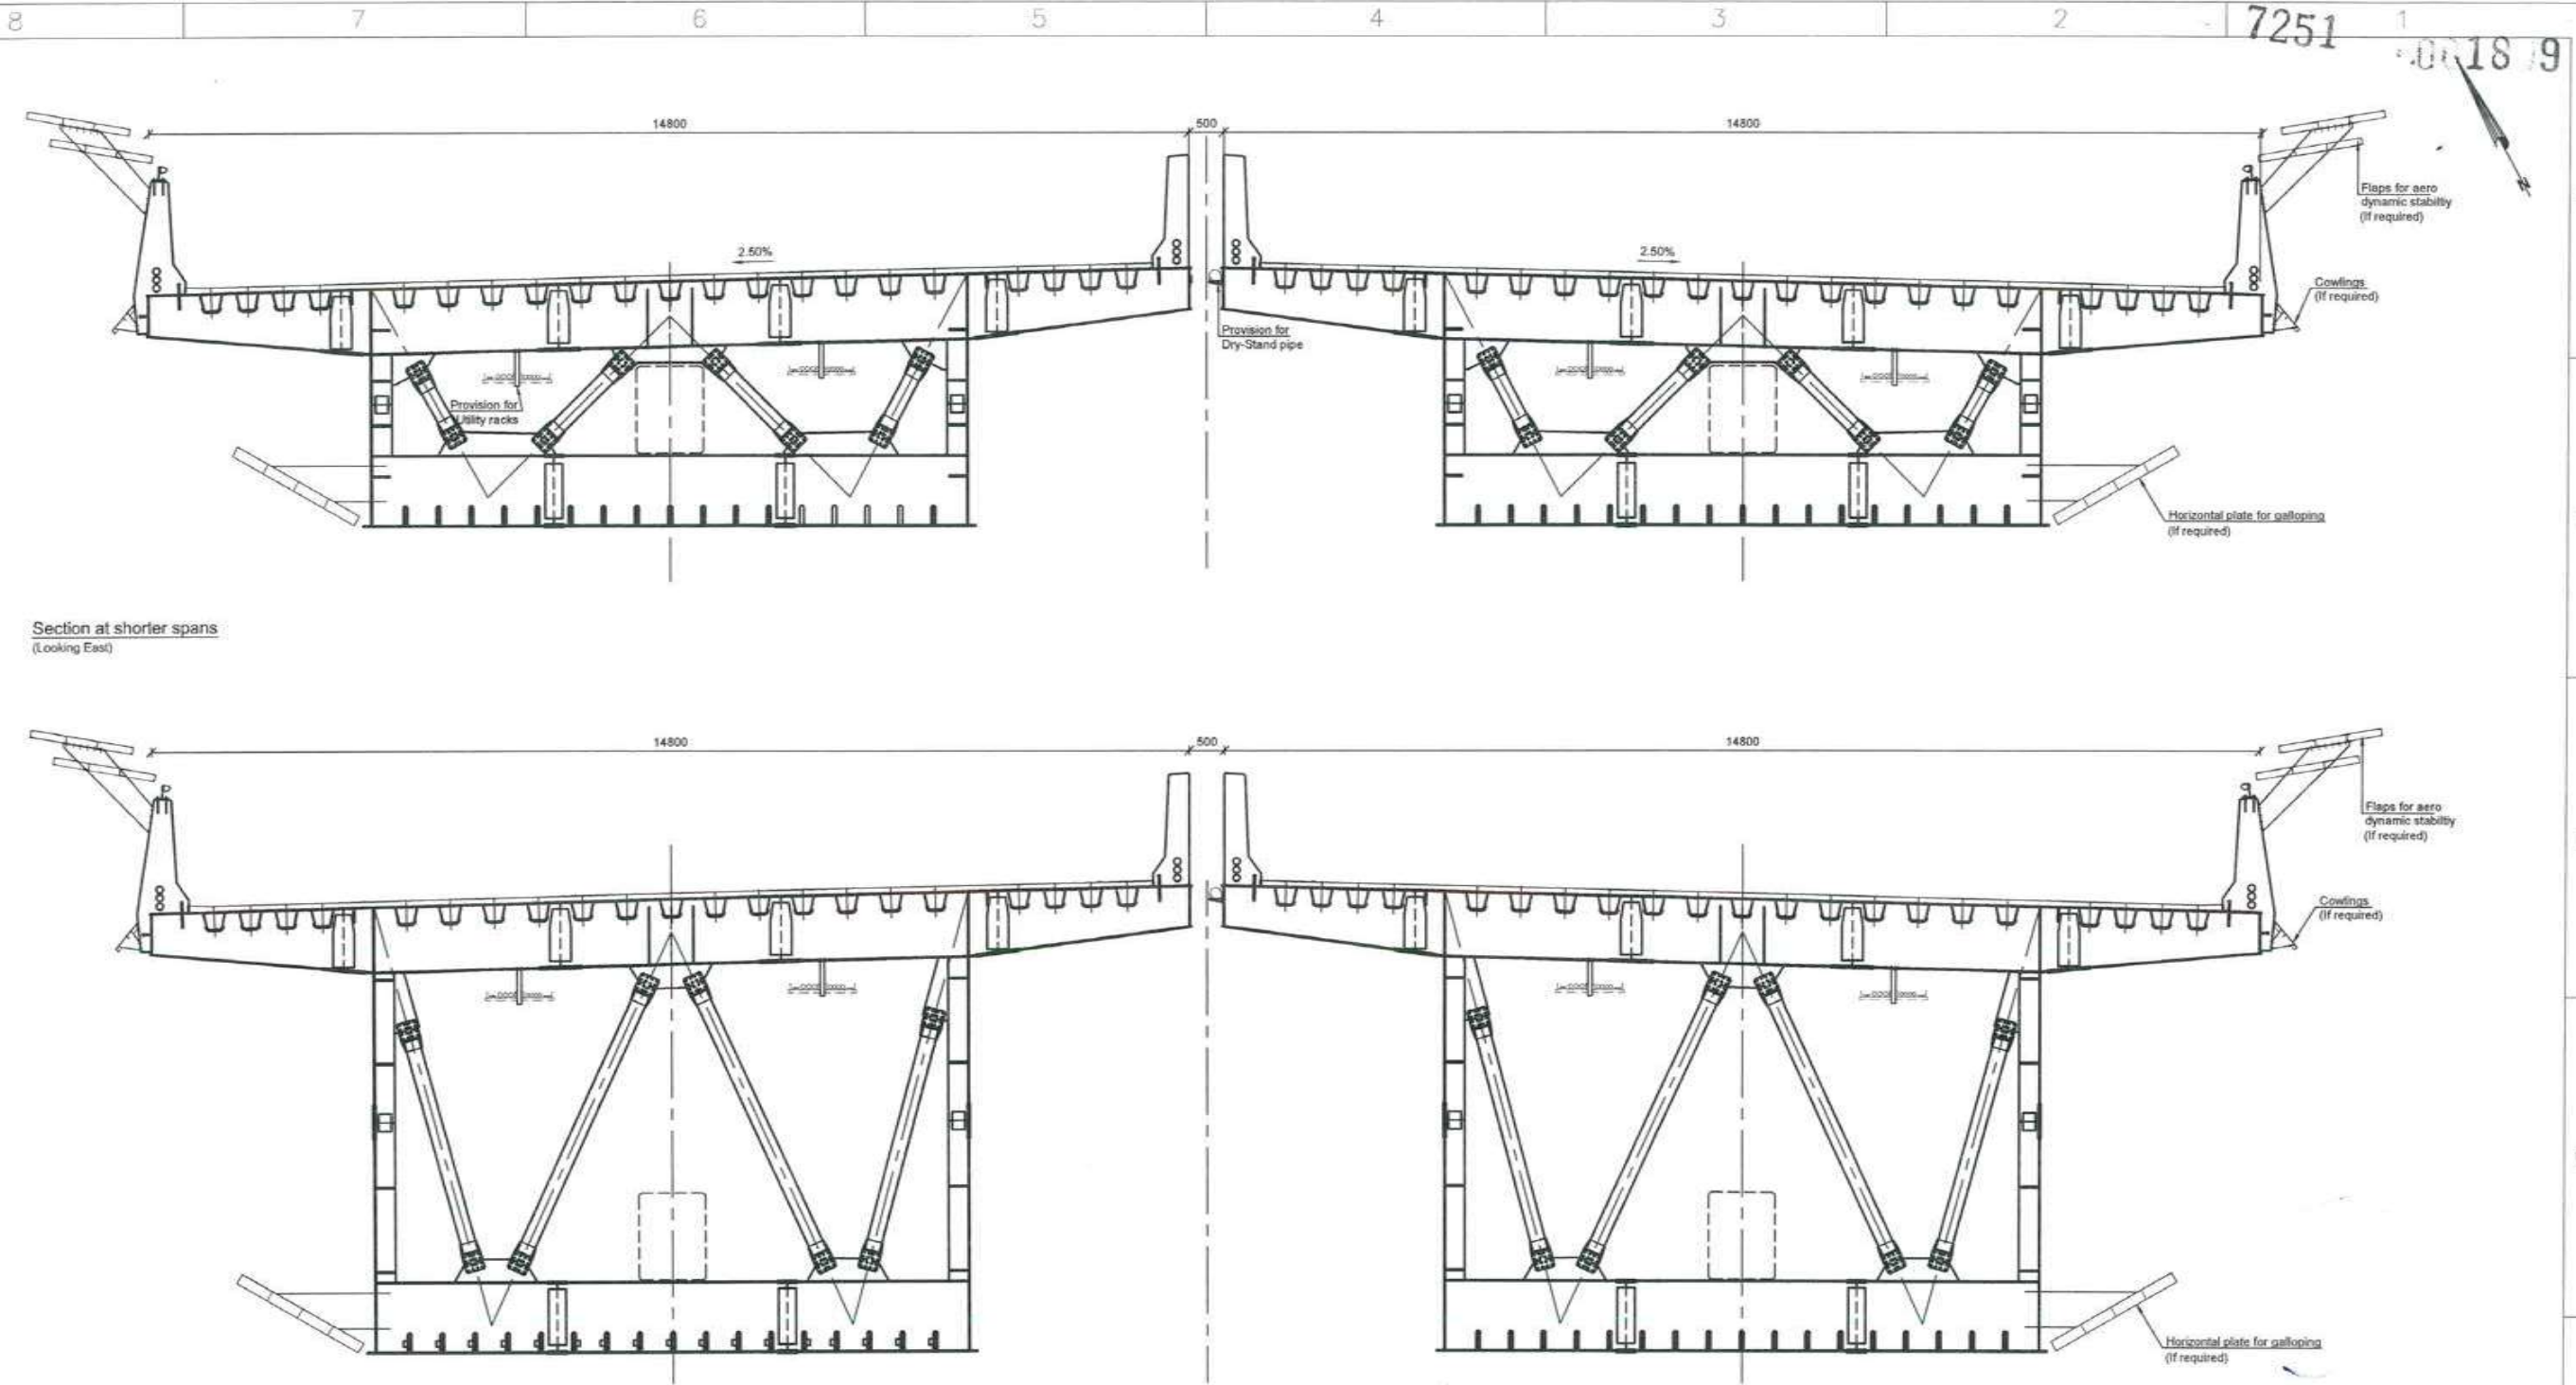 8 7 6 5 4 3 2 1
7251
14800 500 14800
Flaps for aero
dynamic stabiltiy
(If required)
2.50% 2.50%
Cowlings
(If required)
Provision for
Dry-Stand pipe
Provision for
Utility racks
Horizontal plate for galloping
(If required)
Section at shorter spans
(Looking East)
14800 500 14800
Flaps for aero
dynamic stabiltiy
(If required)
Cowlings
(If required)
Horizontal plate for galloping
(If required)